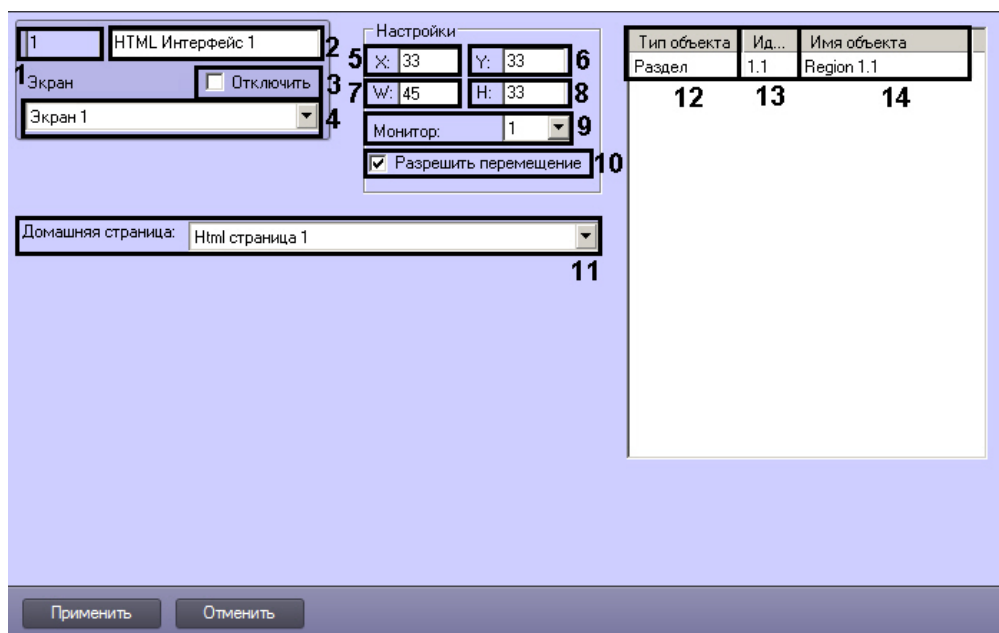 1 HTML Интерфейс 1 2
1 Экран Отключить 3
Экран 1 4
Настройки
5 X: 33 Y: 33 6
7 W: 45 H: 33 8
Монитор: 1 9
Разрешить перемещение 10
Домашняя страница: Html страница 1
11
Тип объекта Ид... Имя объекта
Раздел 1.1 Region 1.1
12 13 14
Применить Отменить